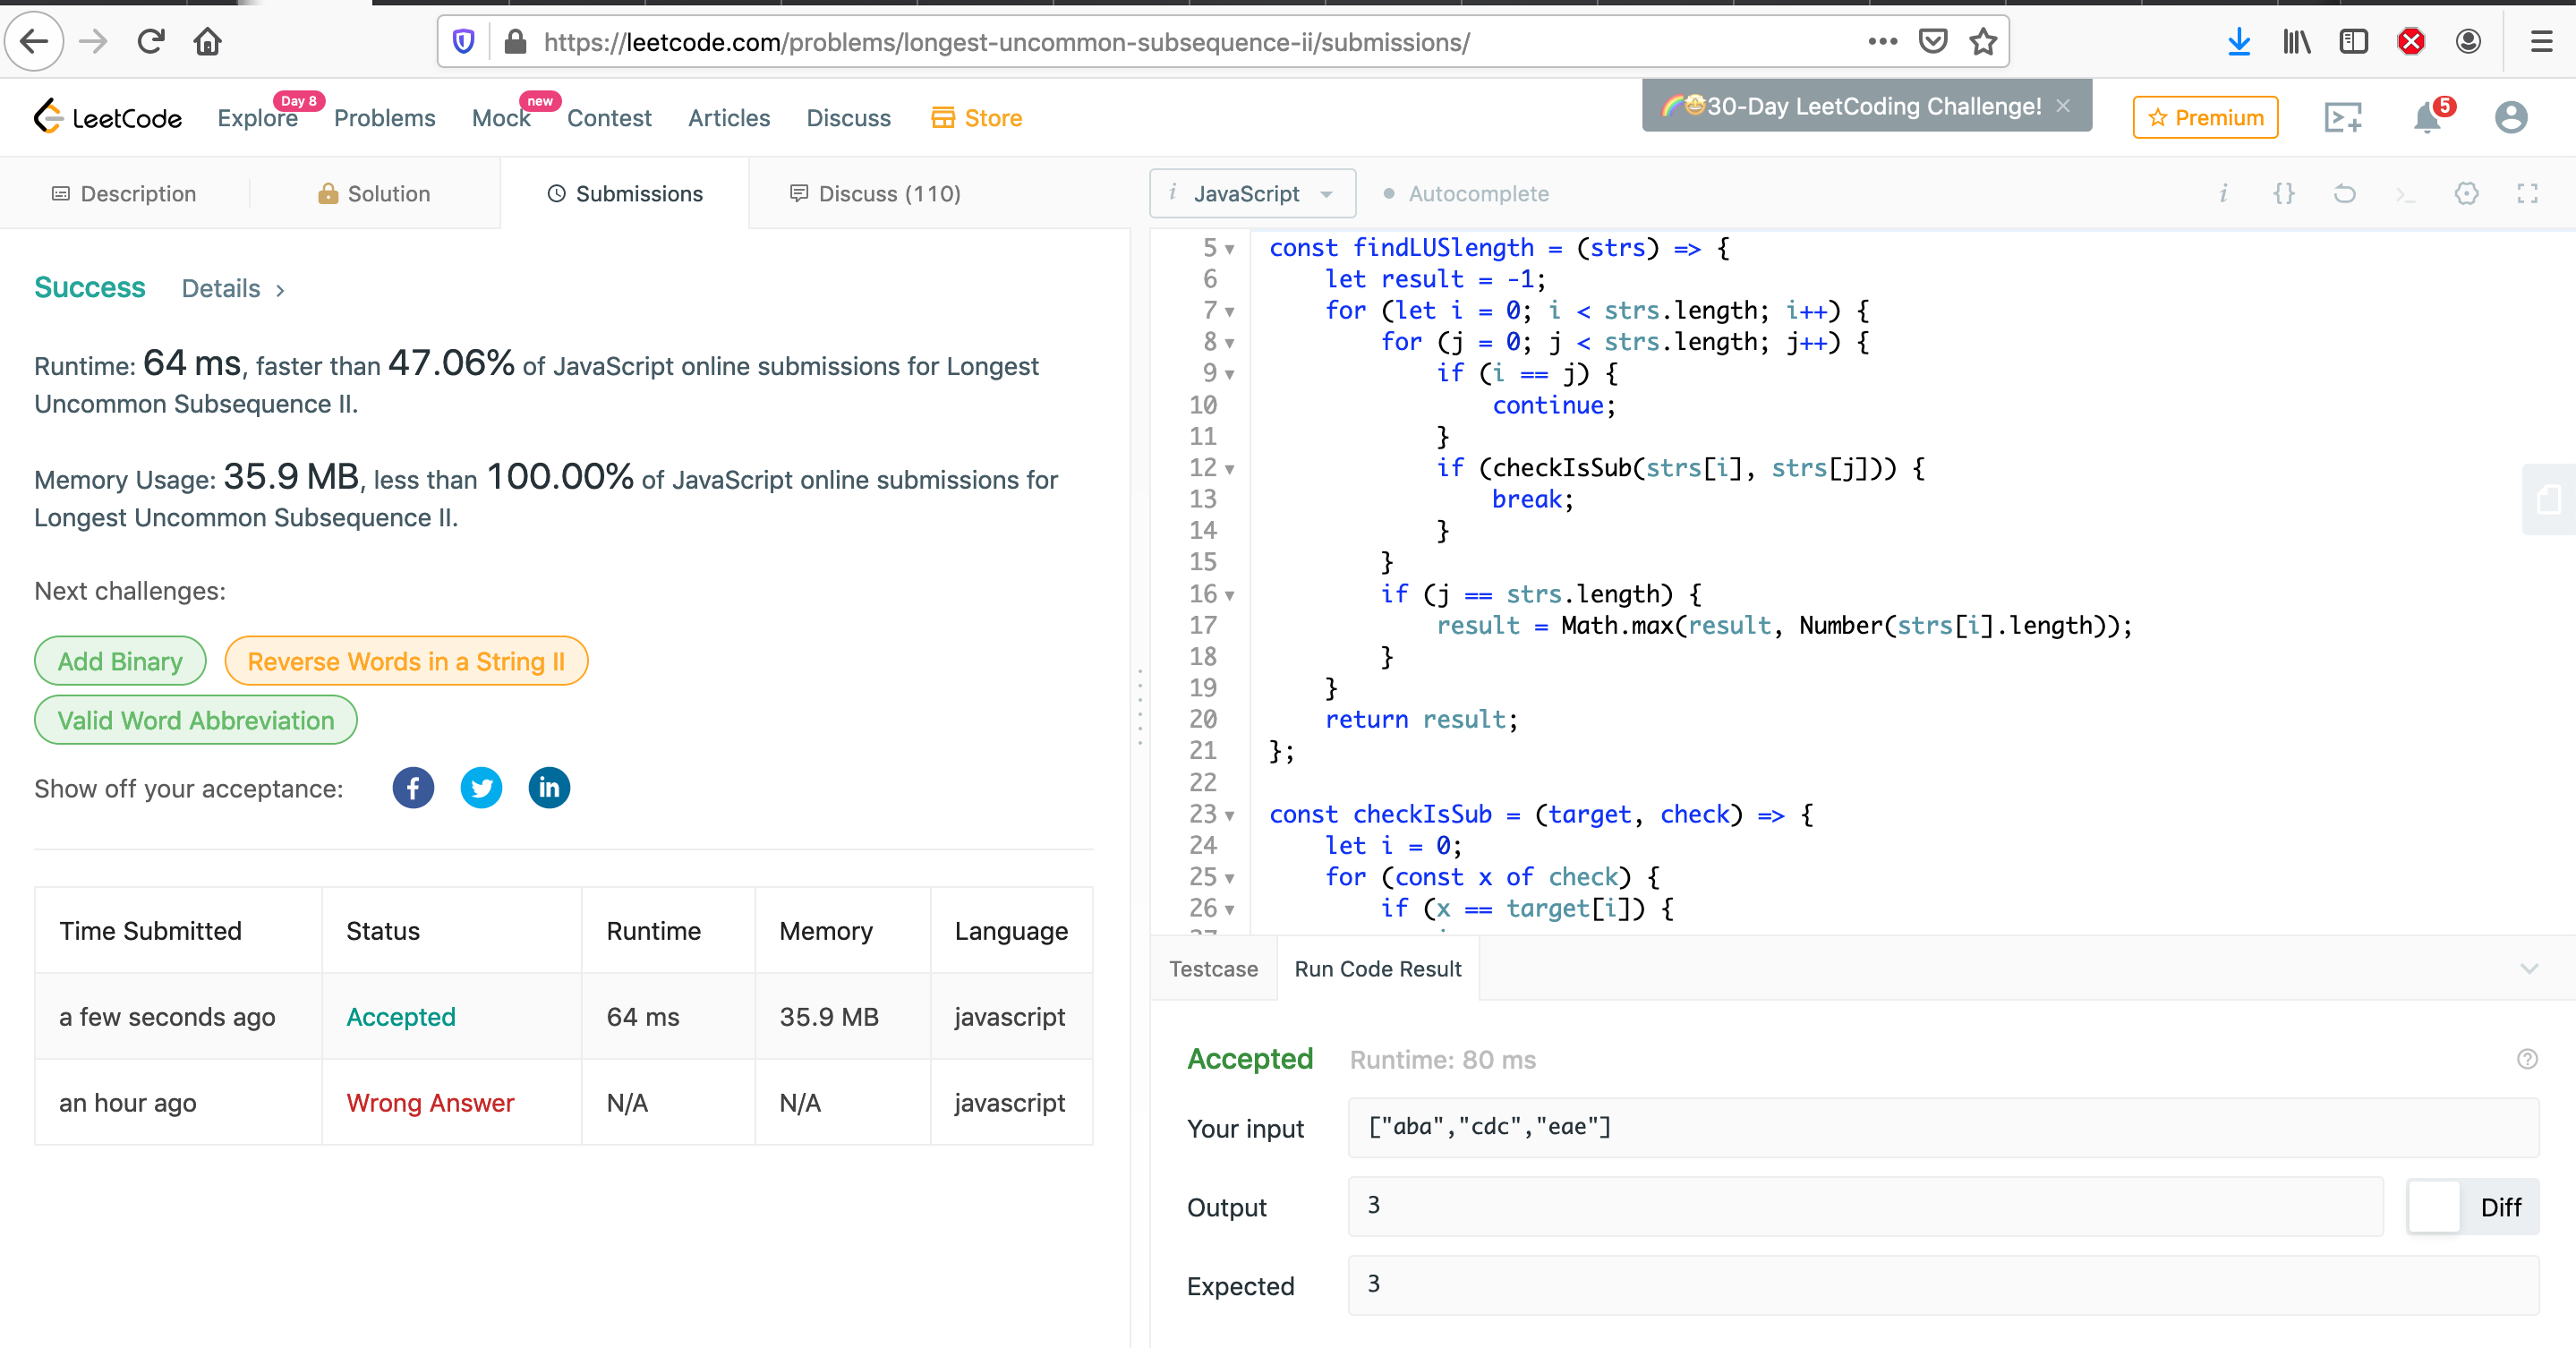 https://leetcode.com/problems/longest-uncommon-subsequence-ii/submissions/
LeetCode
Explore
Day 8
Problems
Mock
new
Contest
Articles
Discuss
Store
🌈🤩30-Day LeetCoding Challenge! ×
Premium
5
Description
Solution
Submissions
Discuss (110)
i JavaScript
Autocomplete
Success
Details >
Runtime: 64 ms, faster than 47.06% of JavaScript online submissions for Longest
Uncommon Subsequence II.
Memory Usage: 35.9 MB, less than 100.00% of JavaScript online submissions for
Longest Uncommon Subsequence II.
Next challenges:
Add Binary
Reverse Words in a String II
Valid Word Abbreviation
Show off your acceptance:
Time Submitted Status Runtime Memory Language
a few seconds ago Accepted 64 ms 35.9 MB javascript
an hour ago Wrong Answer N/A N/A javascript
5 const findLUSlength = (strs) => {
6     let result = -1;
7     for (let i = 0; i < strs.length; i++) {
8         for (j = 0; j < strs.length; j++) {
9             if (i == j) {
10                 continue;
11             }
12             if (checkIsSub(strs[i], strs[j])) {
13                 break;
14             }
15         }
16         if (j == strs.length) {
17             result = Math.max(result, Number(strs[i].length));
18         }
19     }
20     return result;
21 };
22
23 const checkIsSub = (target, check) => {
24     let i = 0;
25     for (const x of check) {
26         if (x == target[i]) {
Testcase
Run Code Result
Accepted
Runtime: 80 ms
Your input
["aba","cdc","eae"]
Output
3
Diff
Expected
3